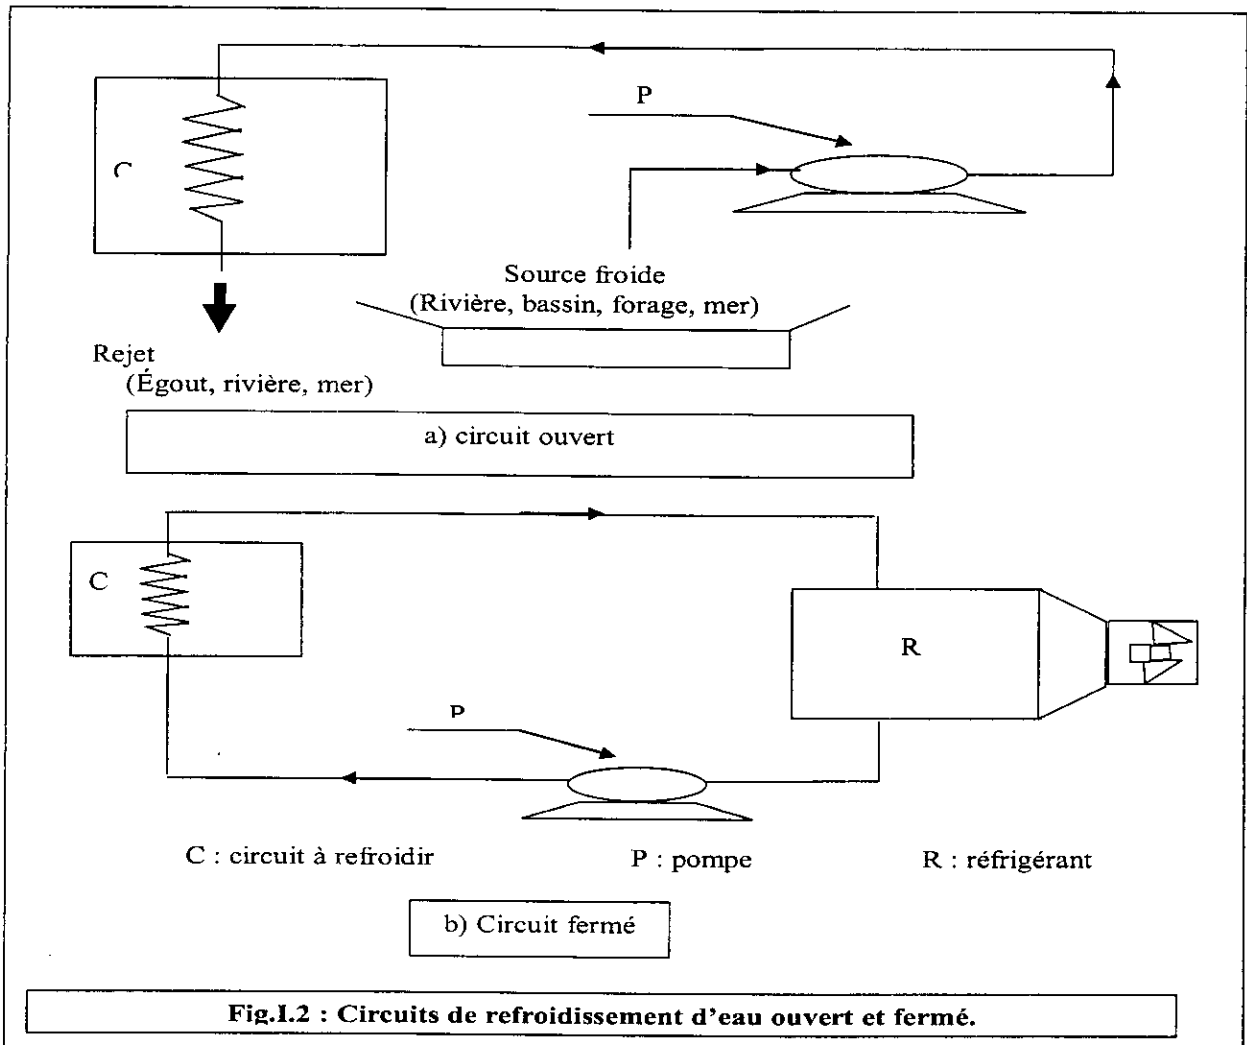 P
C
Source froide
(Rivière, bassin, forage, mer)
Rejet
(Égout, rivière, mer)
a) circuit ouvert
C
R
P
C : circuit à refroidir P : pompe R : réfrigérant
b) Circuit fermé
Fig.I.2 : Circuits de refroidissement d'eau ouvert et fermé.